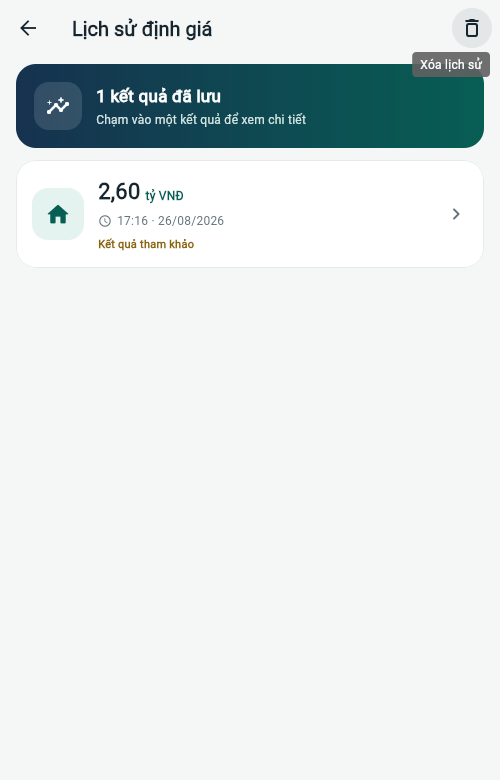 Lịch sử định giá
Xóa lịch sử
1 kết quả đã lưu
Chạm vào một kết quả để xem chi tiết
2,60 tỷ VNĐ
17:16 · 26/08/2026
Kết quả tham khảo